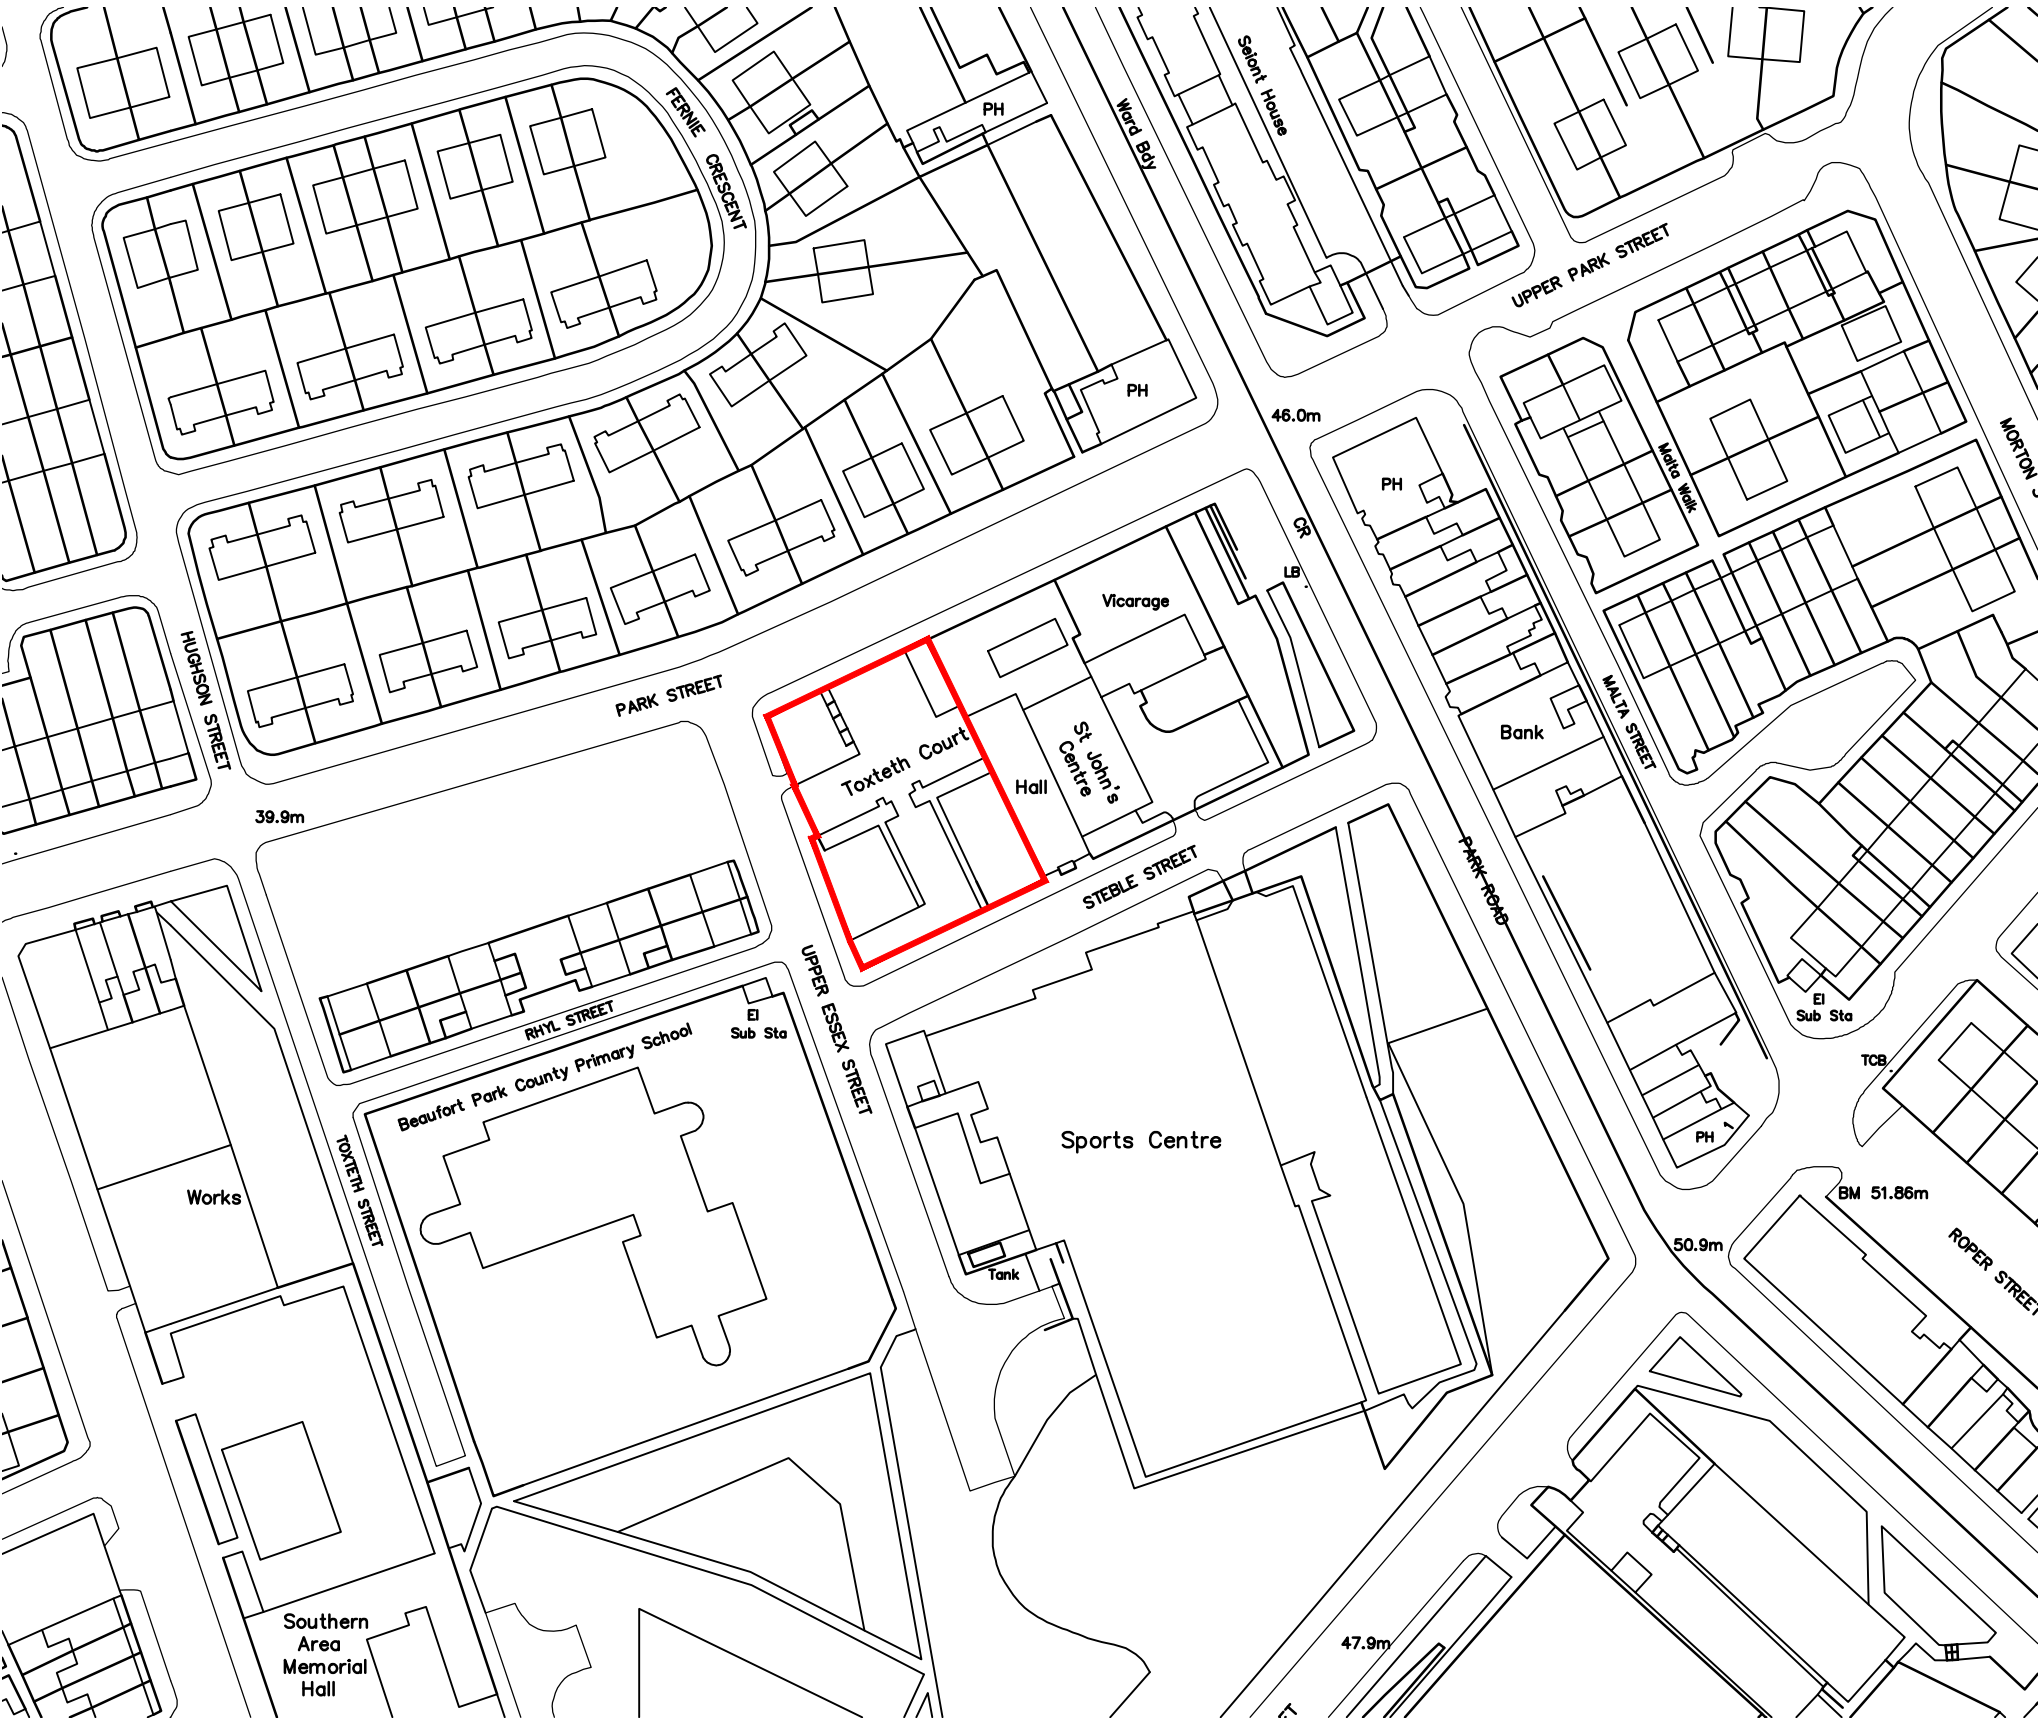 Seiont House
FERNIE CRESCENT
PH
Ward Bdy
UPPER PARK STREET
PH
46.0m
MORTON
Malta Walk
PH
CR
LB
Vicarage
HUGHISON STREET
PARK STREET
MALTA STREET
Toxteth Court
St John's
Centre
Bank
Hall
39.9m
STEBLE STREET
PARK ROAD
UPPER ESSEX STREET
RHYL STREET
El
Sub Sta
El
Sub Sta
Beaufort Park County Primary School
TCB
TOXTETH STREET
Sports Centre
PH
1
Works
BM 51.86m
50.9m
ROPER STREET
Tank
Southern
Area
Memorial
Hall
47.9m